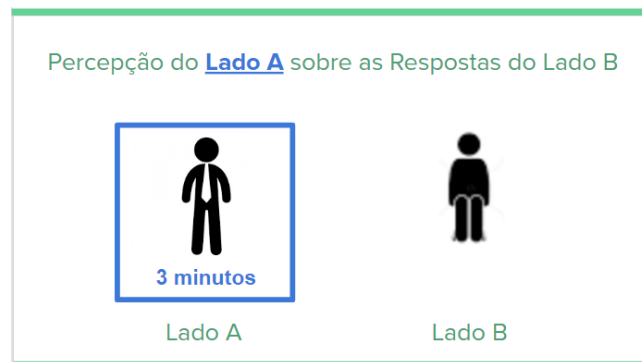 Percepção do Lado A sobre as Respostas do Lado B
3 minutos
Lado A
Lado B